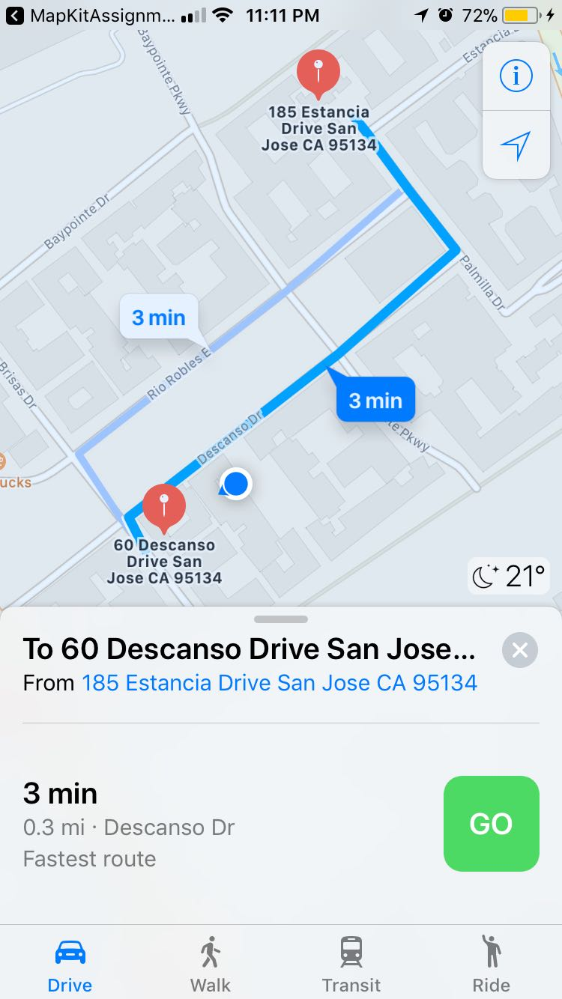 MapKitAssignm...
11:11 PM
72%
Baypointe Pkwy
Estancia
185 Estancia
Drive San
Jose CA 95134
Baypointe Dr
Palmilla Dr
3 min
Rio Robles E
Brisas Dr
3 min
te Pkwy
Descanso Dr
ucks
60 Descanso
Drive San
Jose CA 95134
21°
To 60 Descanso Drive San Jose...
From 185 Estancia Drive San Jose CA 95134
3 min
0.3 mi · Descanso Dr
Fastest route
GO
Drive
Walk
Transit
Ride